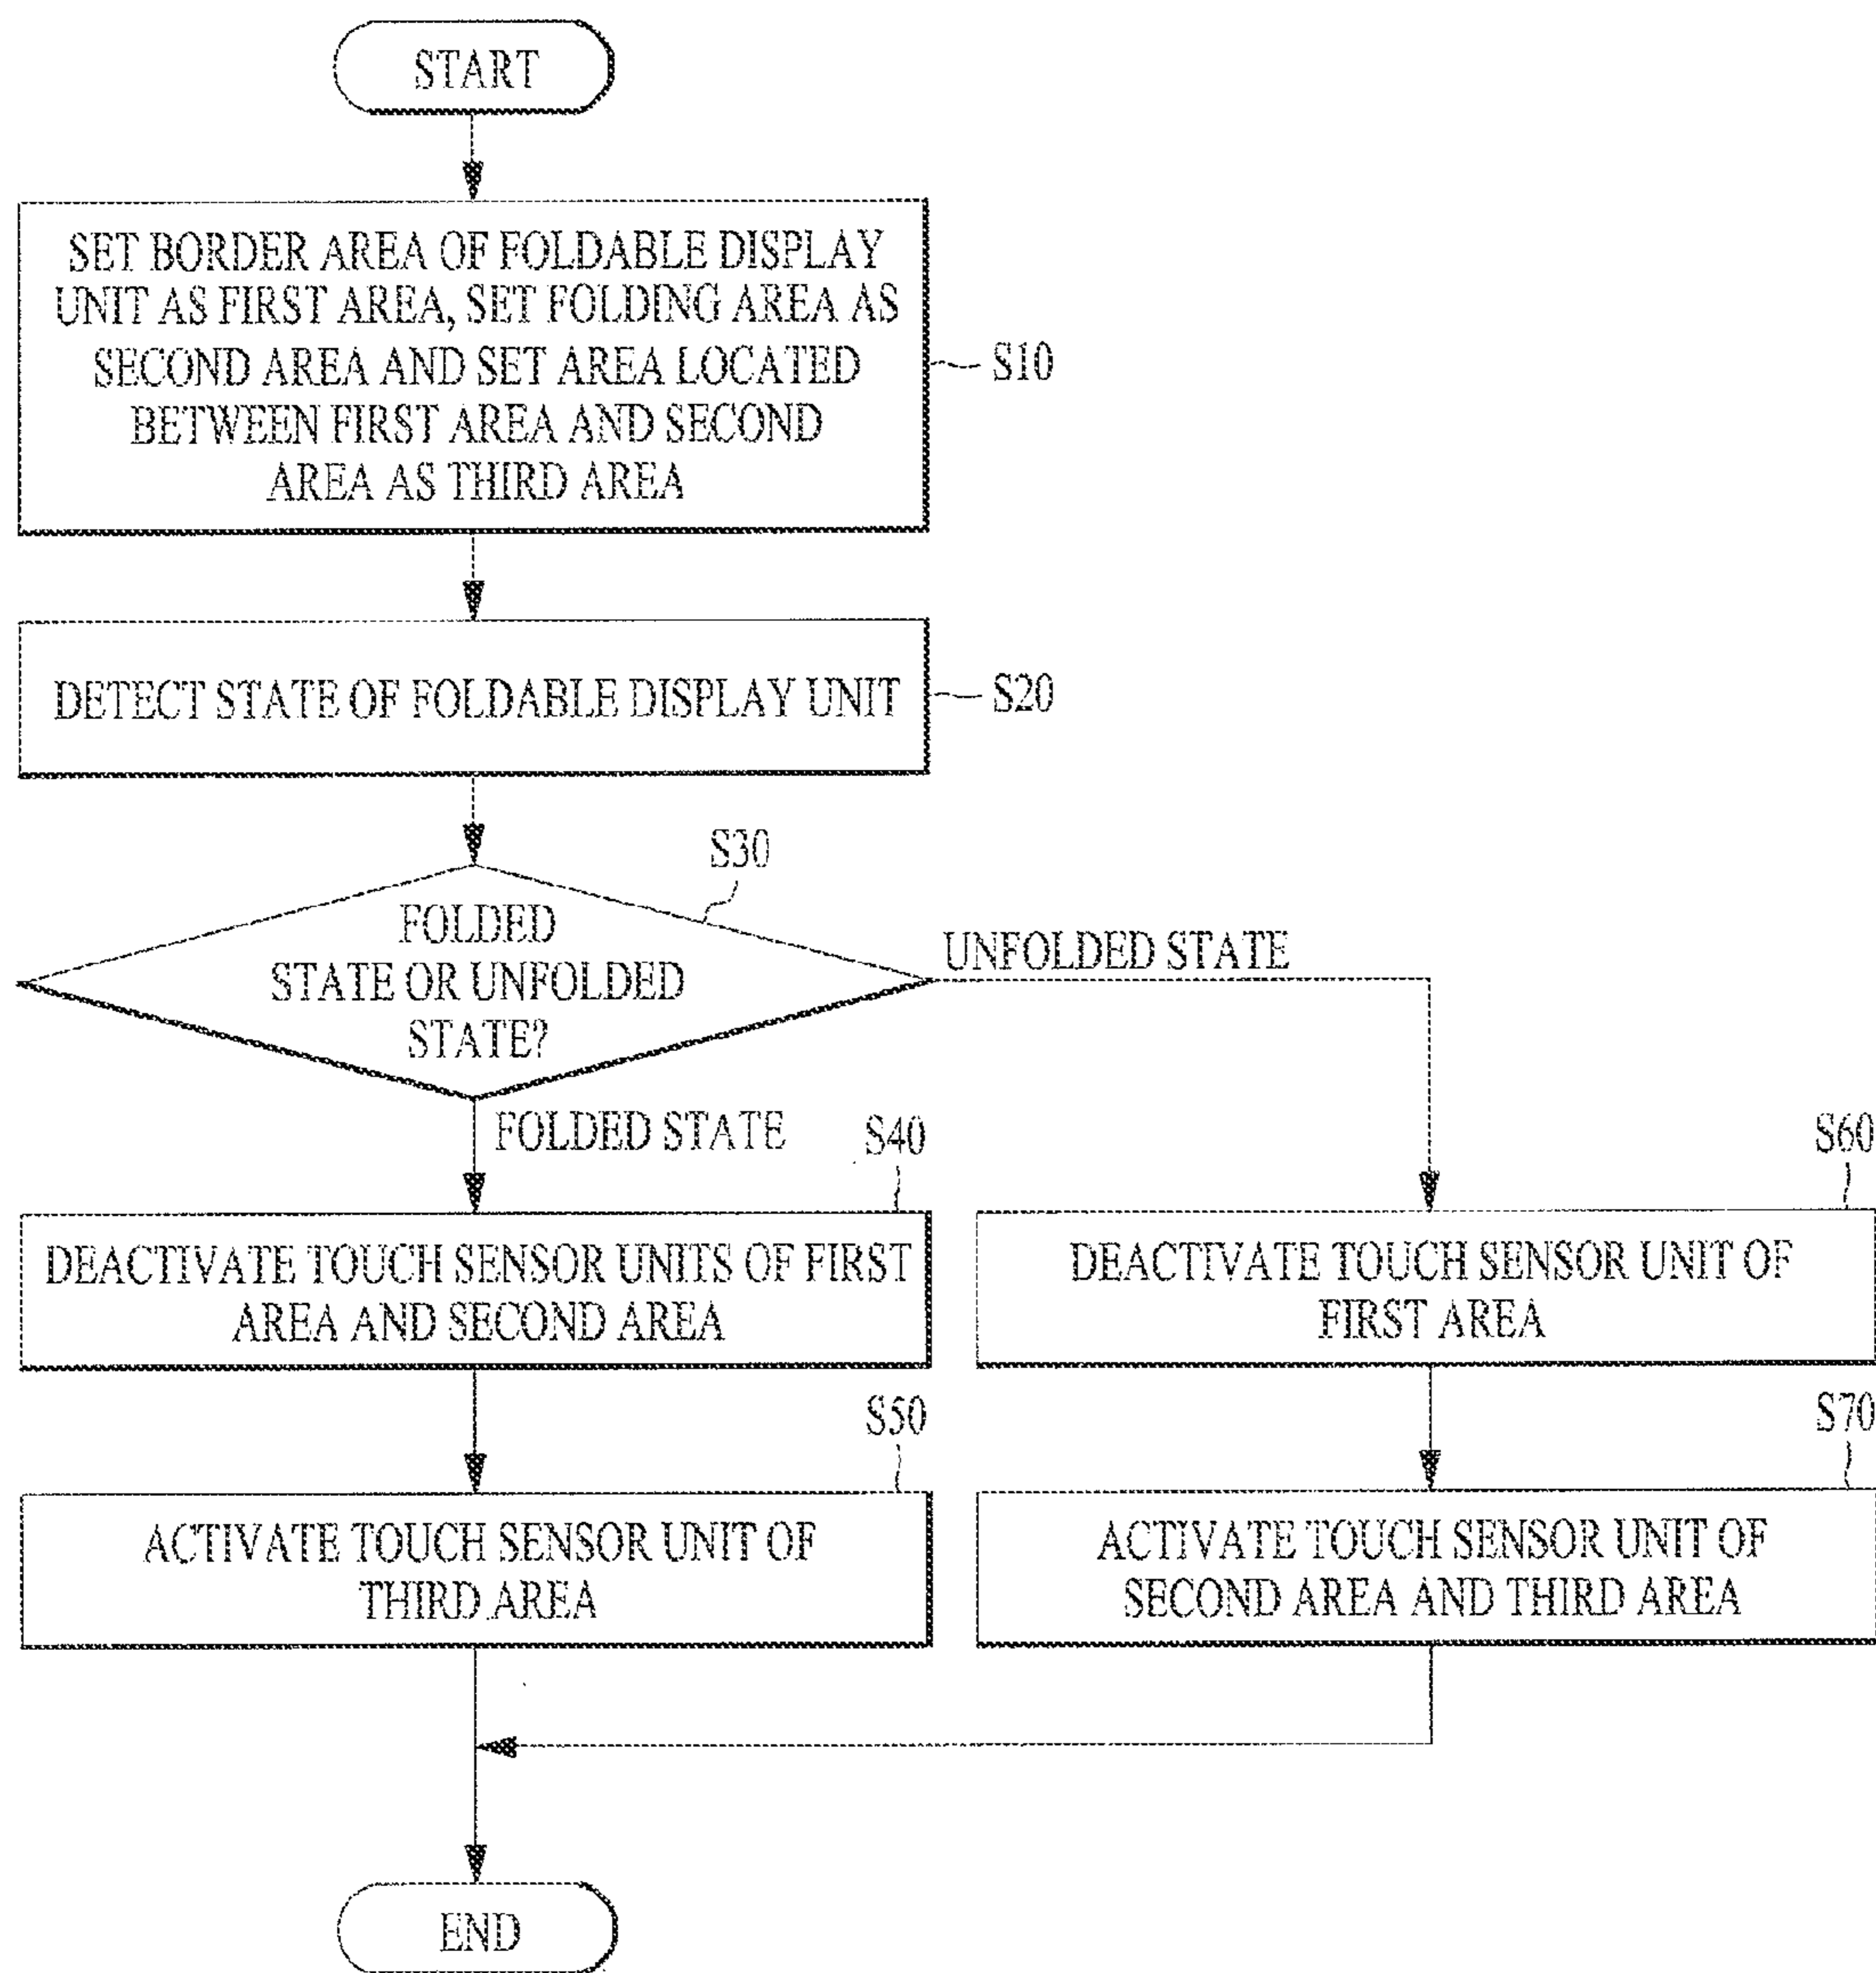 START
SET BORDER AREA OF FOLDABLE DISPLAY
UNIT AS FIRST AREA, SET FOLDING AREA AS
SECOND AREA AND SET AREA LOCATED
BETWEEN FIRST AREA AND SECOND
AREA AS THIRD AREA
S10
DETECT STATE OF FOLDABLE DISPLAY UNIT
S20
S30
FOLDED
STATE OR UNFOLDED
STATE?
UNFOLDED STATE
FOLDED STATE
S40
DEACTIVATE TOUCH SENSOR UNITS OF FIRST
AREA AND SECOND AREA
S60
DEACTIVATE TOUCH SENSOR UNIT OF
FIRST AREA
S50
ACTIVATE TOUCH SENSOR UNIT OF
THIRD AREA
S70
ACTIVATE TOUCH SENSOR UNIT OF
SECOND AREA AND THIRD AREA
END